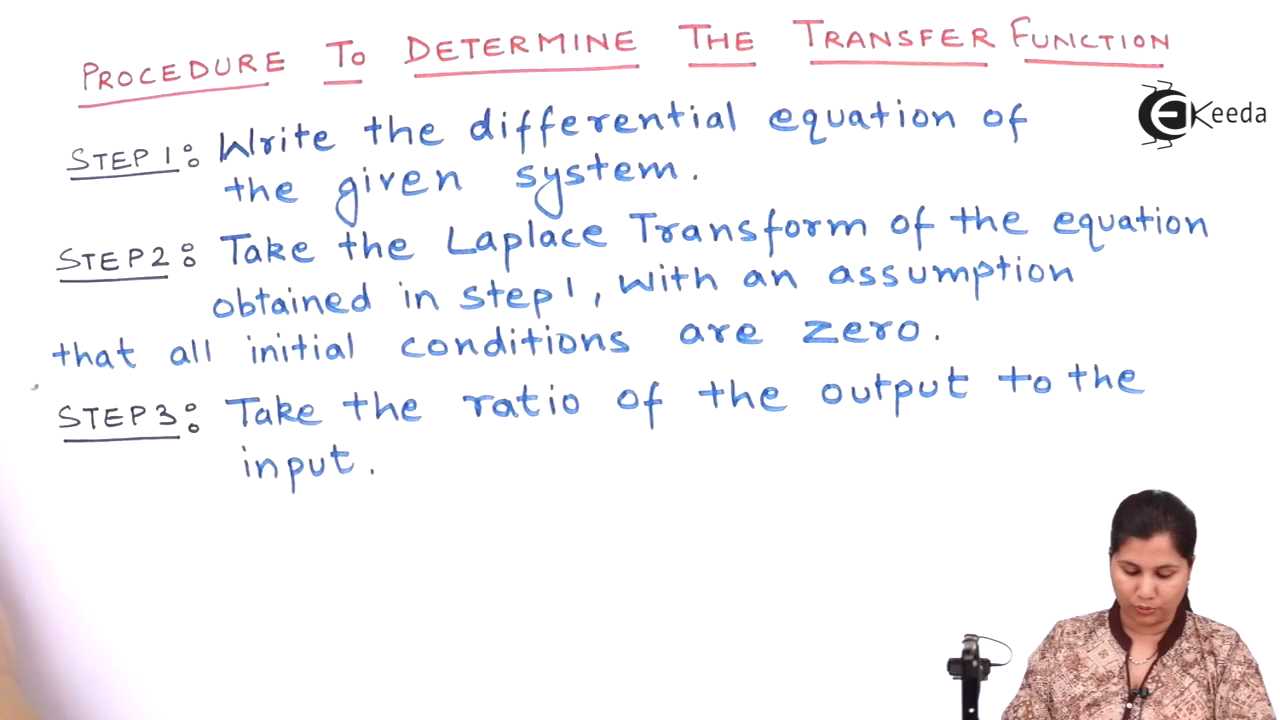 PROCEDURE TO DETERMINE THE TRANSFER FUNCTION
Keeda
STEP 1: Write the differential equation of
the given system.
STEP 2: Take the Laplace Transform of the equation
obtained in step 1, with an assumption
that all initial conditions are zero.
STEP 3: Take the ratio of the output to the
input.